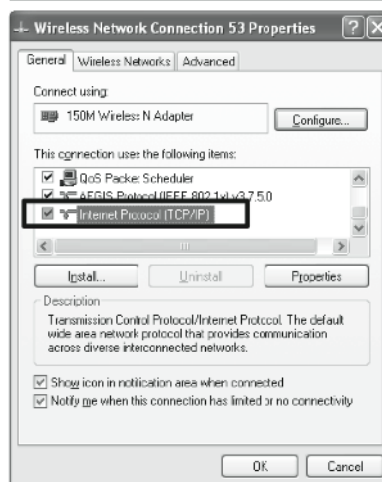 Wireless Network Connection 53 Properties
General Wireless Networks Advanced
Connect using:
150M Wireless N Adapter
Configure...
This connection uses the following items:
QoS Packet Scheduler
AEGIS Protocol (IEEE 802.1x) v3.7.5.0
Internet Protocol (TCP/IP)
Install... Uninstall Properties
Description
Transmission Control Protocol/Internet Protocol. The default
wide area network protocol that provides communication
across diverse interconnected networks.
Show icon in notification area when connected
Notify me when this connection has limited or no connectivity
OK Cancel